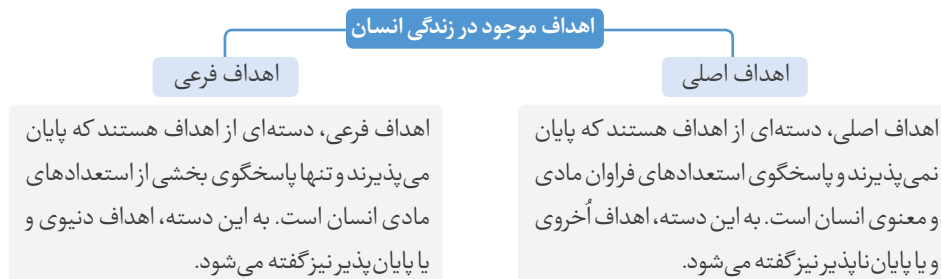 اهداف موجود در زندگی انسان
اهداف اصلی
اهداف اصلی، دسته‌ای از اهداف هستند که پایان
نمی‌پذیرند و پاسخگوی استعدادهای فراوان مادی
و معنوی انسان است. به این دسته، اهداف اُخروی
و یا پایان‌ناپذیر نیز گفته می‌شود.
اهداف فرعی
اهداف فرعی، دسته‌ای از اهداف هستند که پایان
می‌پذیرند و تنها پاسخگوی بخشی از استعدادهای
مادی انسان است. به این دسته، اهداف دنیوی و
یا پایان‌پذیر نیز گفته می‌شود.